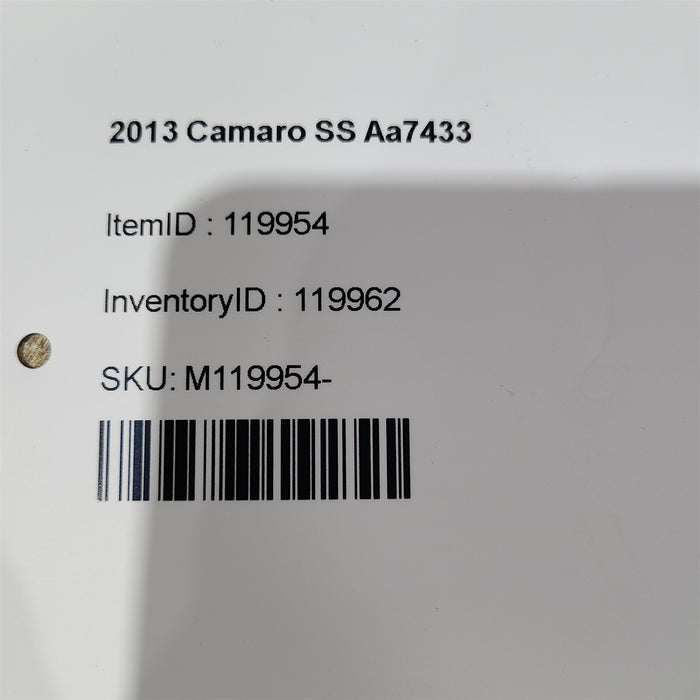 2013 Camaro SS Aa7433
ItemID : 119954
InventoryID : 119962
SKU: M119954-